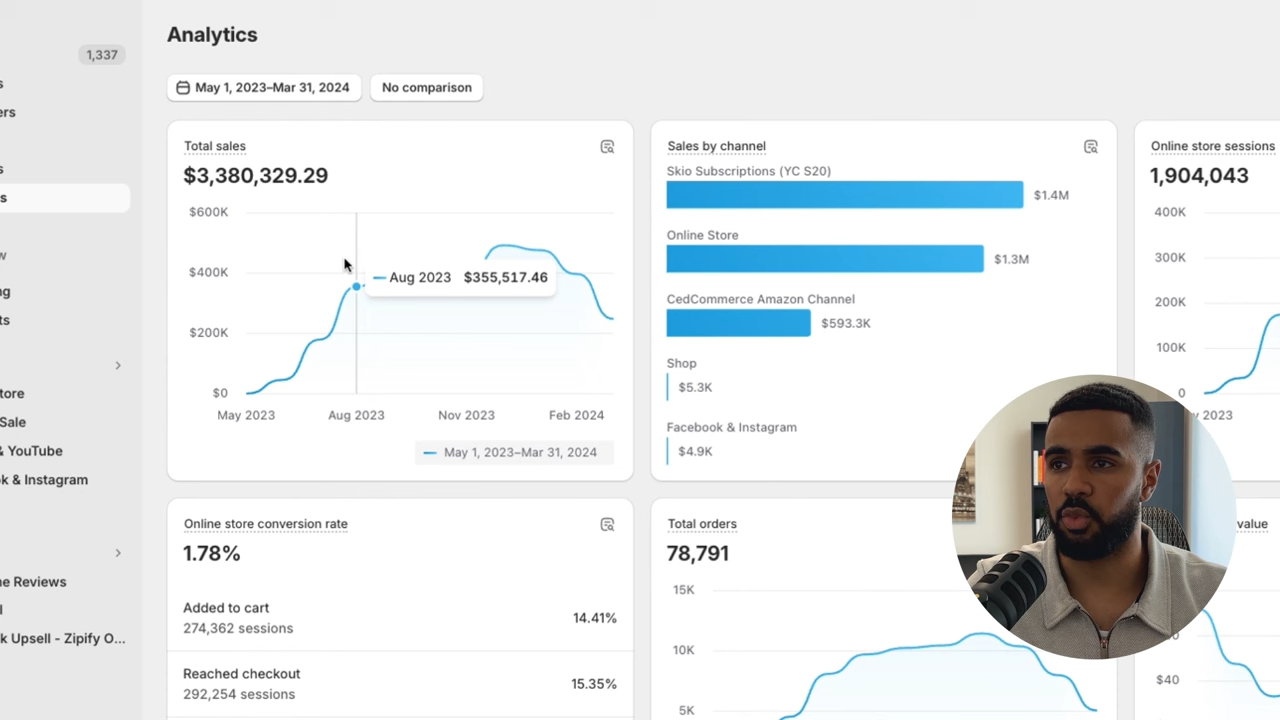 Analytics
1,337
May 1, 2023–Mar 31, 2024
No comparison
s
ers
s
s
w
ng
ts
tore
Sale
& YouTube
k & Instagram
ne Reviews
l
k Upsell - Zipify O...
Total sales
$3,380,329.29
$600K
$400K
$200K
$0
Aug 2023 $355,517.46
May 2023
Aug 2023
Nov 2023
Feb 2024
May 1, 2023–Mar 31, 2024
Sales by channel
Skio Subscriptions (YC S20)
$1.4M
Online Store
$1.3M
CedCommerce Amazon Channel
$593.3K
Shop
$5.3K
Facebook & Instagram
$4.9K
Online store sessions
1,904,043
400K
300K
200K
100K
0
2023
Online store conversion rate
1.78%
Added to cart
274,362 sessions
14.41%
Reached checkout
292,254 sessions
15.35%
Total orders
78,791
15K
10K
5K
value
$40